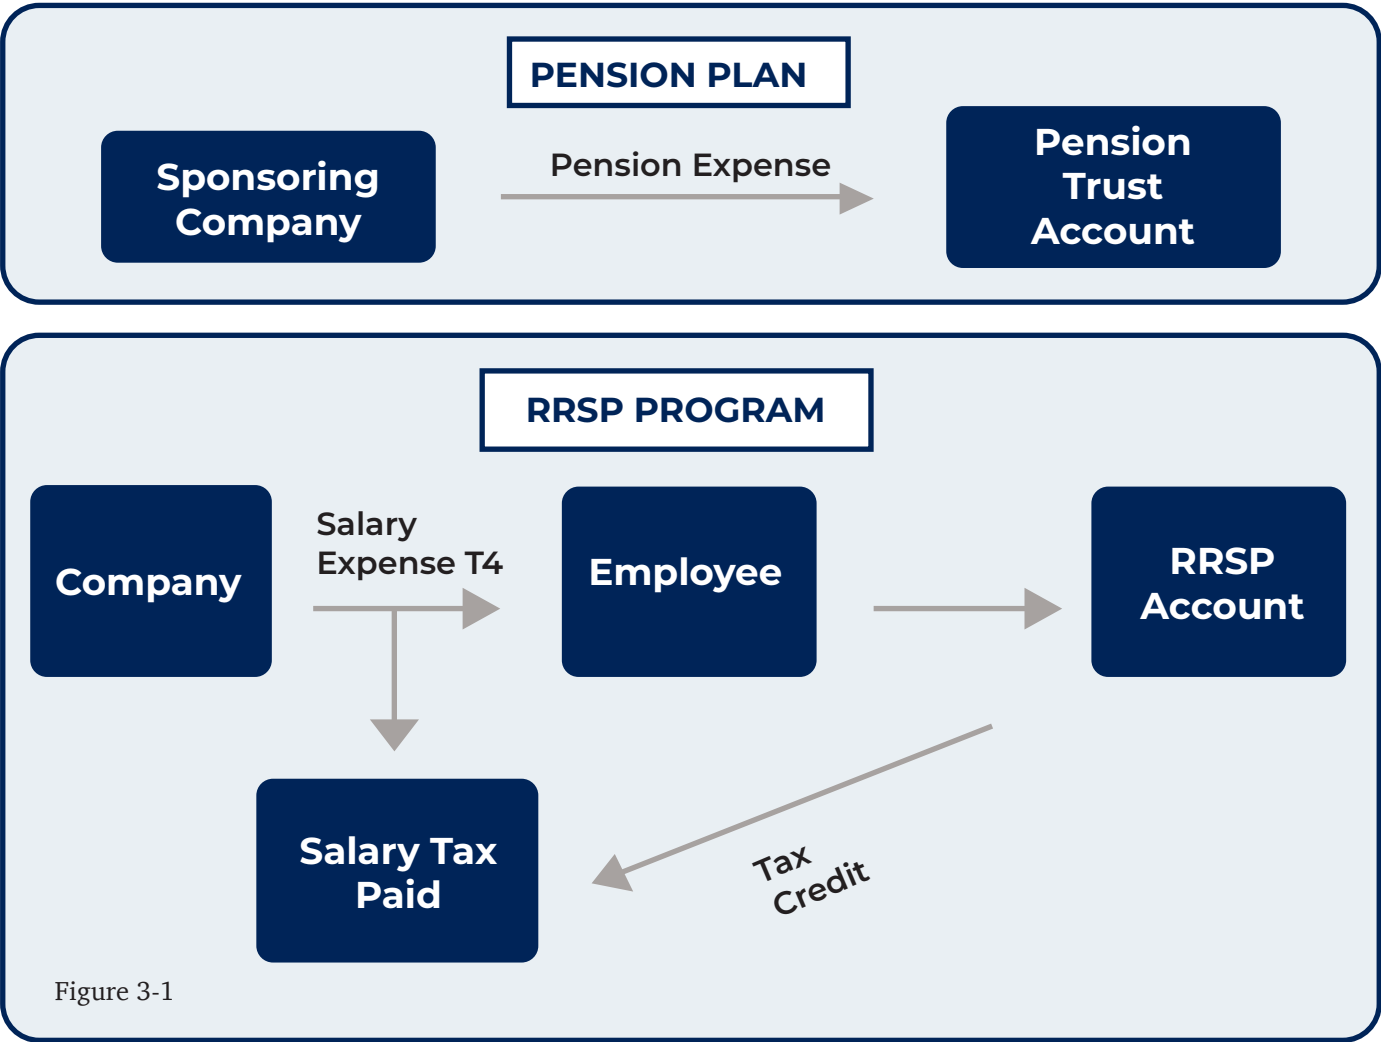 PENSION PLAN
Sponsoring
Company
Pension Expense
Pension
Trust
Account
RRSP PROGRAM
Company
Salary
Expense T4
Employee
RRSP
Account
Salary Tax
Paid
Tax
Credit
Figure 3-1